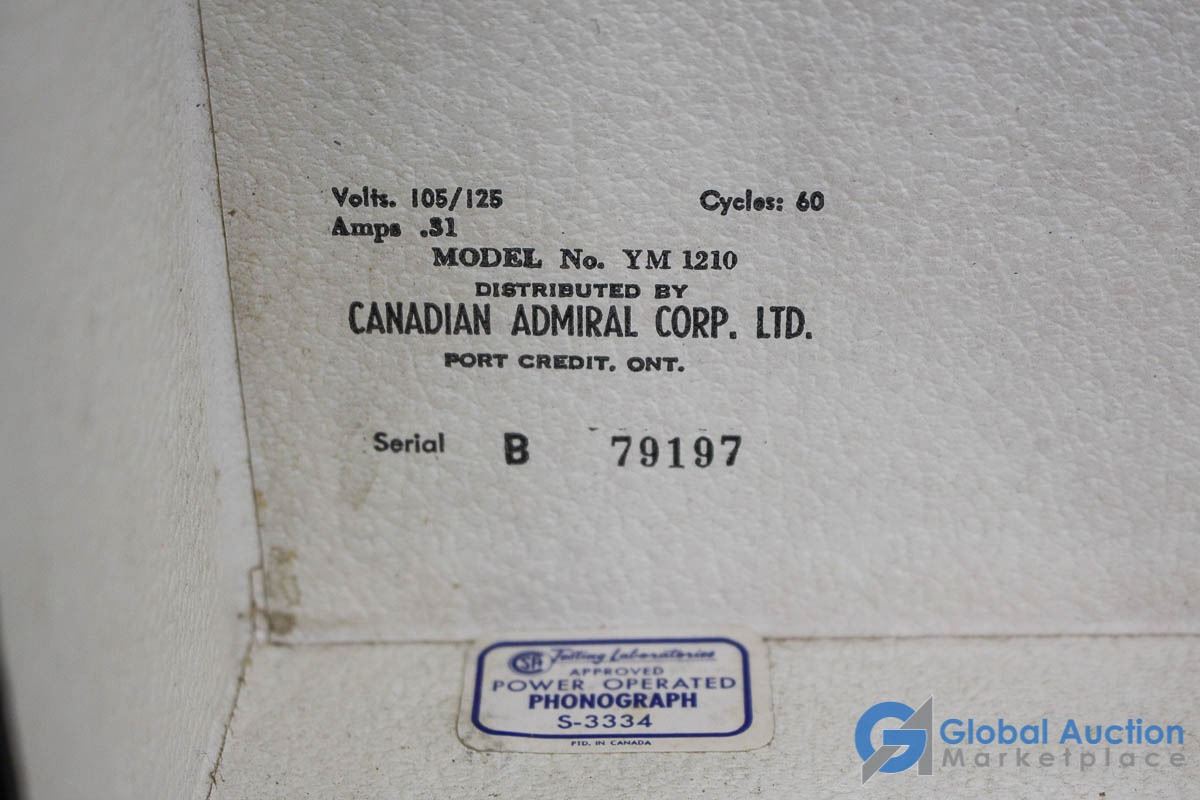 Volts. 105/125 Cycles: 60
Amps .31
MODEL No. YM 1210
DISTRIBUTED BY
CANADIAN ADMIRAL CORP. LTD.
PORT CREDIT. ONT.
Serial B 79197
CSA Testing Laboratories
APPROVED
POWER OPERATED
PHONOGRAPH
S-3334
PTD. IN CANADA
Global Auction
Marketplace